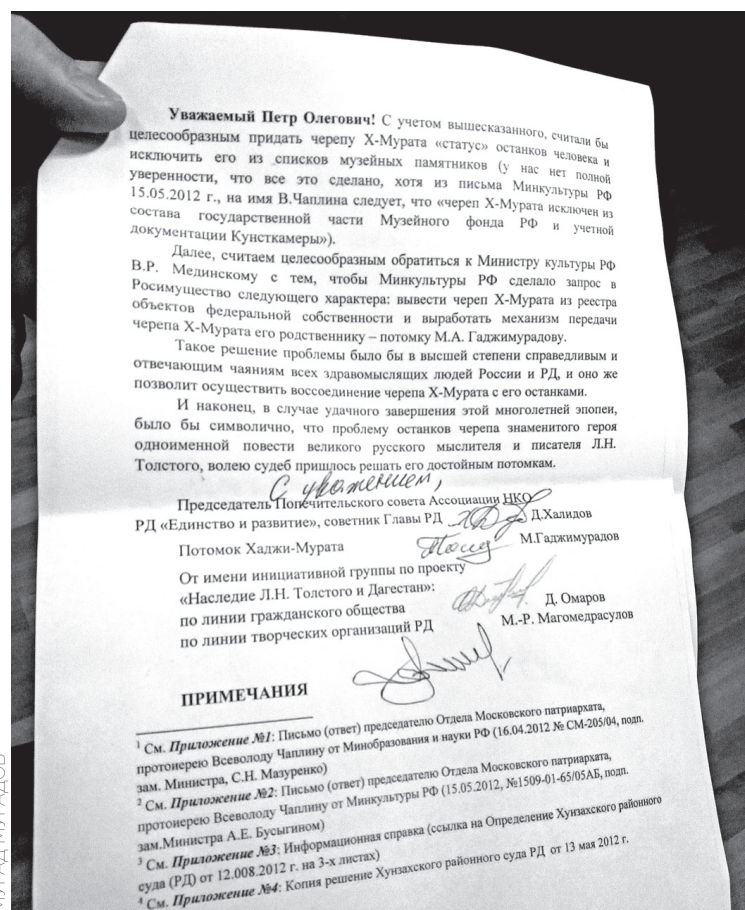 Уважаемый Петр Олегович! С учетом вышесказанного, считали бы
целесообразным придать черепу Х-Мурата «статус» останков человека и
исключить его из списков музейных памятников (у нас нет полной
уверенности, что все это сделано, хотя из письма Минкультуры РФ
15.05.2012 г., на имя В.Чаплина следует, что «череп Х-Мурата исключен из
состава государственной части Музейного фонда РФ и учетной
документации Кунсткамеры»).
Далее, считаем целесообразным обратиться к Министру культуры РФ
В.Р. Мединскому с тем, чтобы Минкультуры РФ сделало запрос в
Росимущество следующего характера: вывести череп Х-Мурата из реестра
объектов федеральной собственности и выработать механизм передачи
черепа Х-Мурата его родственнику – потомку М.А. Гаджимурадову.
Такое решение проблемы было бы в высшей степени справедливым и
отвечающим чаяниям всех здравомыслящих людей России и РД, и оно же
позволит осуществить воссоединение черепа Х-Мурата с его останками.
И наконец, в случае удачного завершения этой многолетней эпопеи,
было бы символично, что проблему останков черепа знаменитого героя
одноименной повести великого русского мыслителя и писателя Л.Н.
Толстого, волею судеб пришлось решать его достойным потомкам.
С уважением,
Председатель Попечительского совета Ассоциации НКО
РД «Единство и развитие», советник Главы РД Д.Халидов
Потомок Хаджи-Мурата М.Гаджимурадов
От имени инициативной группы по проекту
«Наследие Л.Н. Толстого и Дагестан»:
по линии гражданского общества Д. Омаров
по линии творческих организаций РД М.-Р. Магомедрасулов
ПРИМЕЧАНИЯ
1 См. Приложение №1: Письмо (ответ) председателю Отдела Московского патриархата,
протоиерею Всеволоду Чаплину от Минобразования и науки РФ (16.04.2012 № СМ-205/04, подп.
зам. Министра, С.Н. Мазуренко)
2 См. Приложение №2: Письмо (ответ) председателю Отдела Московского патриархата,
протоиерею Всеволоду Чаплину от Минкультуры РФ (15.05.2012, №1509-01-65/05АБ, подп.
зам.Министра А.Е. Бусыгином)
3 См. Приложение №3: Информационная справка (ссылка на Определение Хунзахского районного
суда (РД) от 12.008.2012 г. на 3-х листах)
4 См. Приложение №4: Копия решение Хунзахского районного суда РД от 13 мая 2012 г.